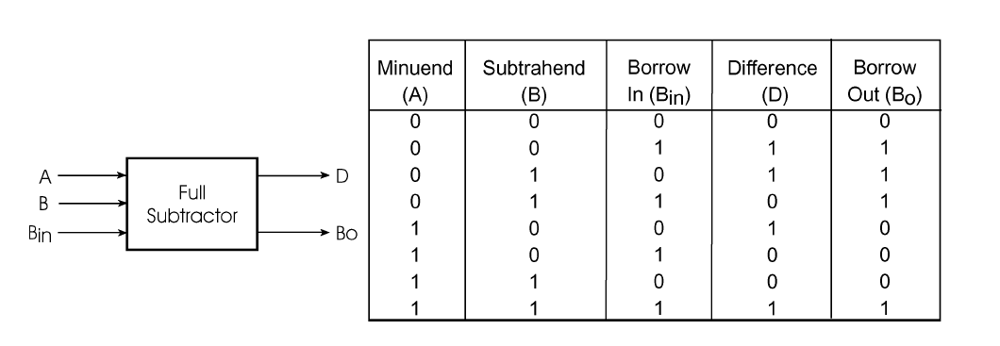 Minuend Subtrahend Borrow Difference Borrow
(A) (B) In (Bin) (D) Out (Bo)
0 0 0 0 0
0 0 1 1 1
0 1 0 1 1
0 1 1 0 1
1 0 0 1 0
1 0 1 0 0
1 1 0 0 0
1 1 1 1 1
A
B
Bin
Full
Subtractor
D
Bo